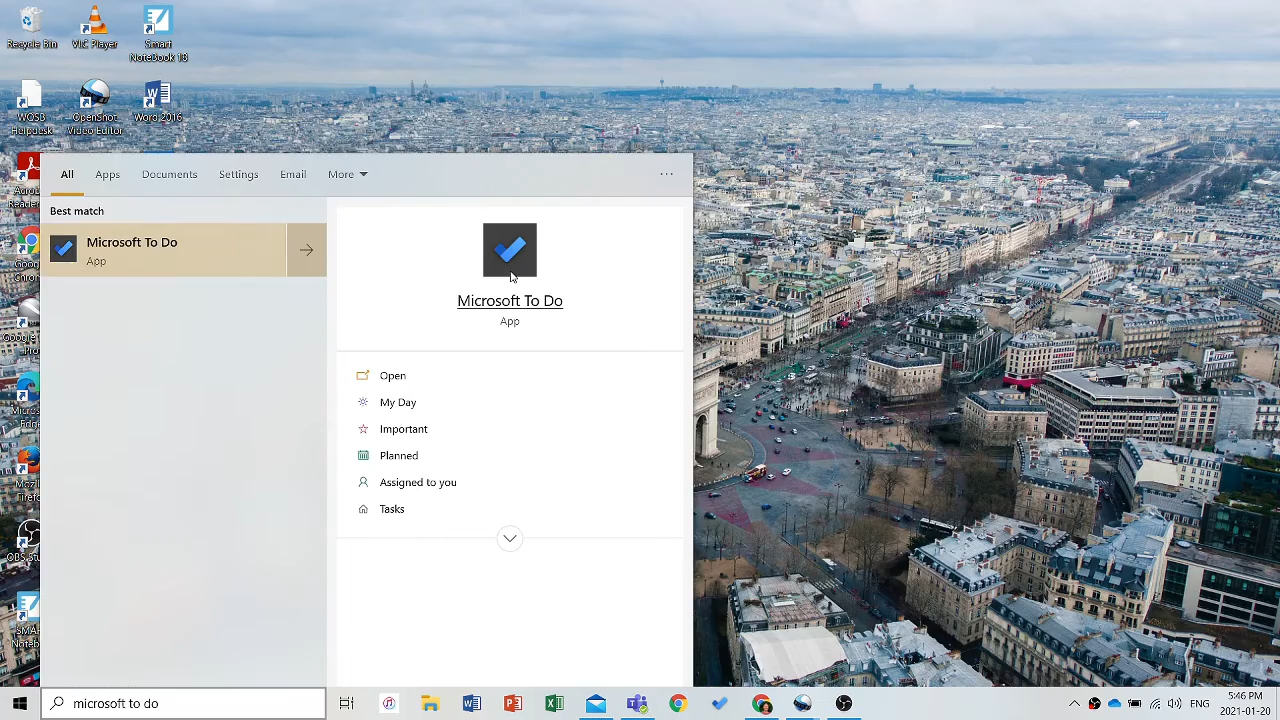 Recycle Bin
VLC Player
Smart NoteBook 18
WQSB Helpdesk
OpenShot Video Editor
Word 2016
All
Apps
Documents
Settings
Email
More
Best match
Microsoft To Do
App
Microsoft To Do
App
Open
My Day
Important
Planned
Assigned to you
Tasks
microsoft to do
ENG
5:46 PM
2021-01-20